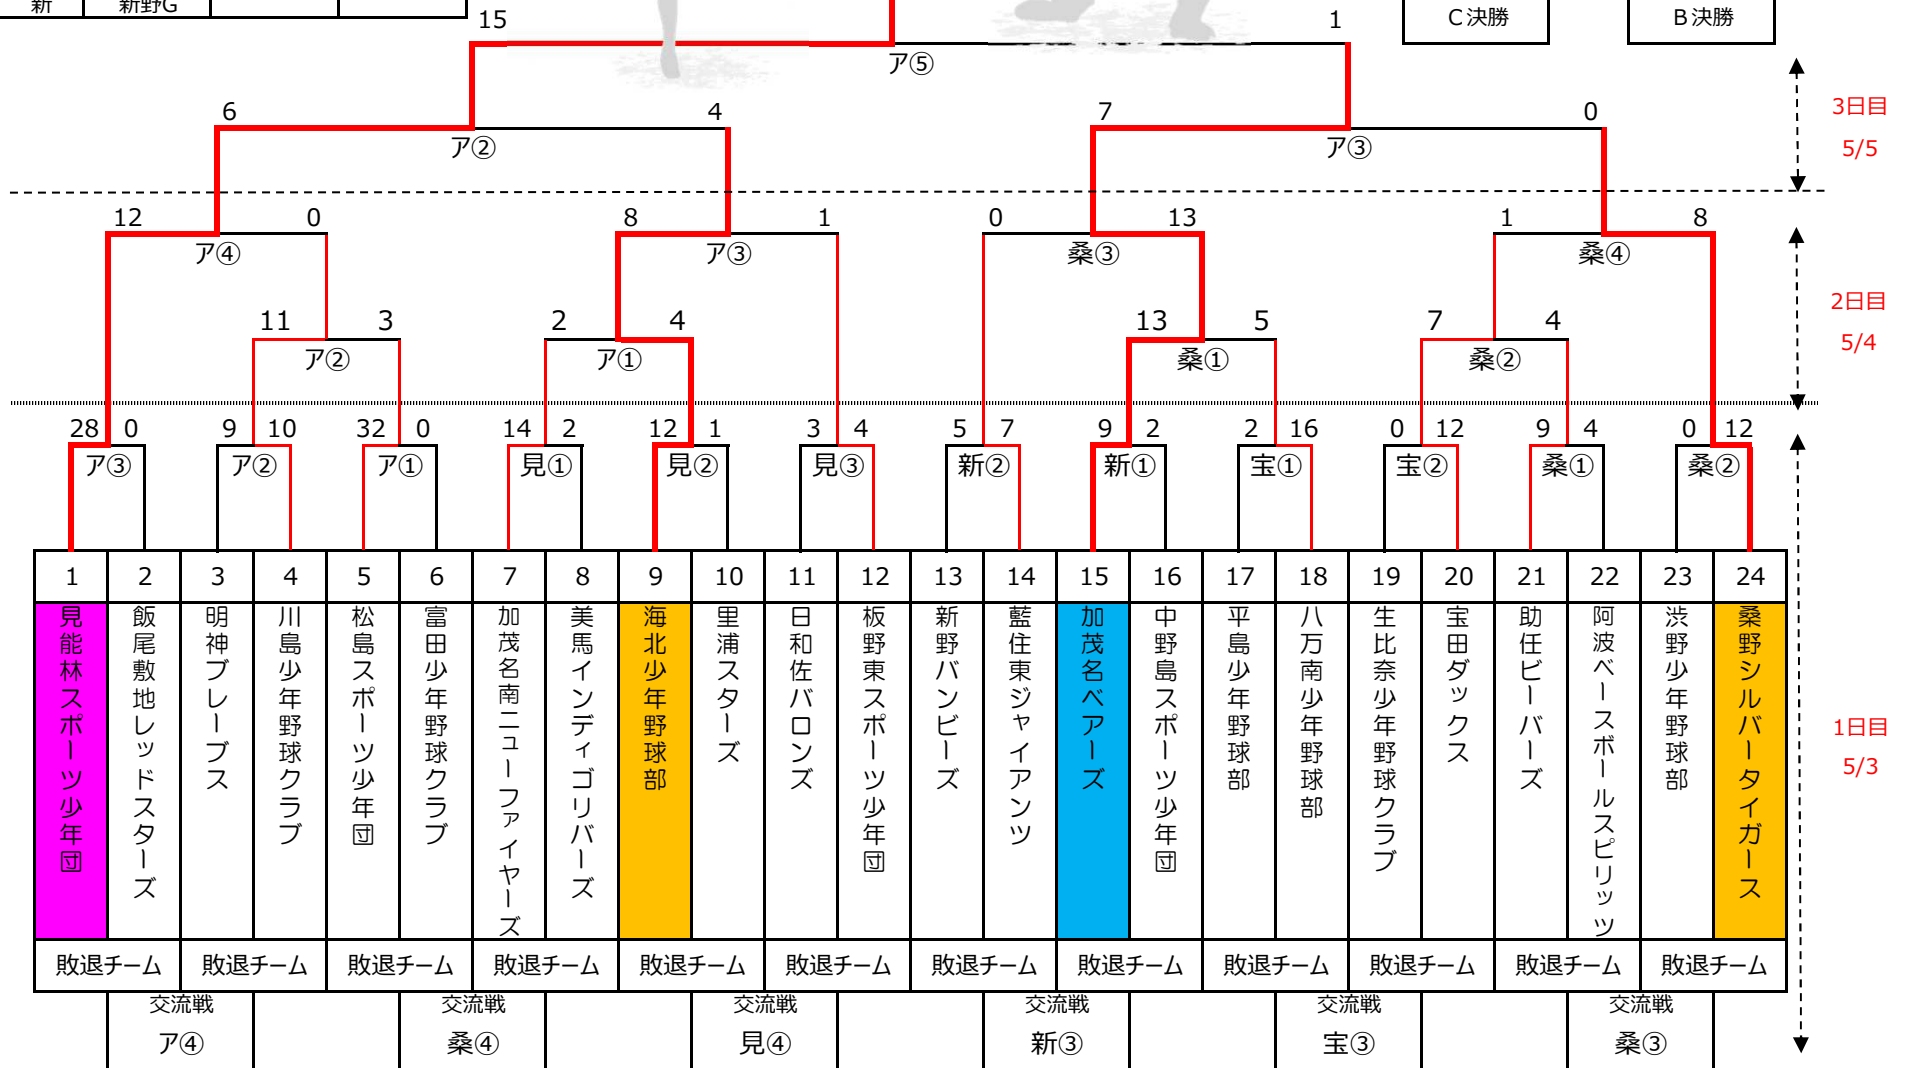 新 新野G
C決勝 B決勝
15 1
ア⑤
6 4 7 0
3日目
ア② ア③
5/5
12 0 8 1 0 13 1 8
ア④ ア③ 桑③ 桑④
2日目
11 3 2 4 13 5 7 4
5/4
ア② ア① 桑① 桑②
28 0 9 10 32 0 14 2 12 1 3 4 5 7 9 2 2 16 0 12 9 4 0 12
ア③ ア② ア① 見① 見② 見③ 新② 新① 宝① 宝② 桑① 桑②
1 2 3 4 5 6 7 8 9 10 11 12 13 14 15 16 17 18 19 20 21 22 23 24
見能林スポーツ少年団
飯尾敷地レッドスターズ
明神ブレーブス
川島少年野球クラブ
松島スポーツ少年団
富田少年野球クラブ
加茂名南ニューファイヤーズ
美馬インディゴリバーズ
海北少年野球部
里浦スターズ
日和佐バロンズ
板野東スポーツ少年団
新野バンビーズ
藍住東ジャイアンツ
加茂名ベアーズ
中野島スポーツ少年団
平島少年野球部
八万南少年野球部
生比奈少年野球クラブ
宝田ダックス
助任ビーバーズ
阿波ベースボールスピリッツ
渋野少年野球部
桑野シルバータイガース
1日目
5/3
敗退チーム 敗退チーム 敗退チーム 敗退チーム 敗退チーム 敗退チーム 敗退チーム 敗退チーム 敗退チーム 敗退チーム 敗退チーム 敗退チーム
交流戦 交流戦 交流戦 交流戦 交流戦 交流戦
ア④ 桑④ 見④ 新③ 宝③ 桑③